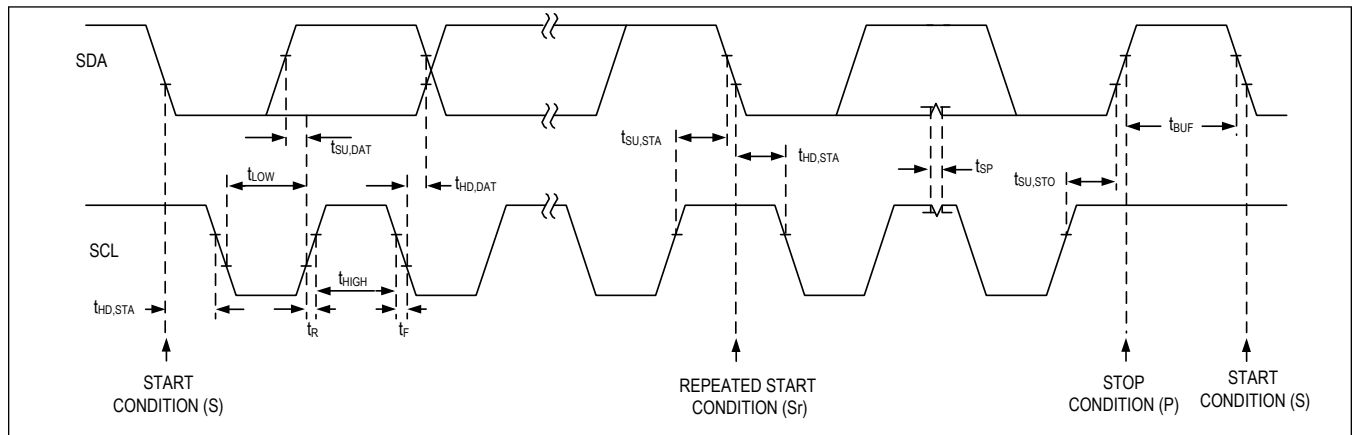 SDA
tSU,DAT
tLOW
tHD,DAT
tSU,STA
tHD,STA
tSP
tSU,STO
tBUF
SCL
tHD,STA
tR
tHIGH
tF
START
CONDITION (S)
REPEATED START
CONDITION (Sr)
STOP
CONDITION (P)
START
CONDITION (S)